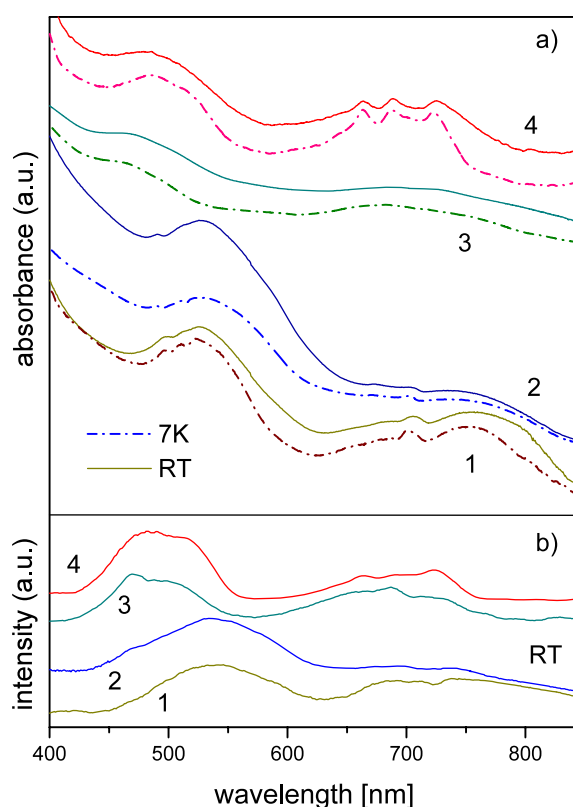 a)
4
3
2
1
7K
RT
absorbance (a.u.)
b)
4
3
2
1
RT
intensity (a.u.)
400 500 600 700 800
wavelength [nm]